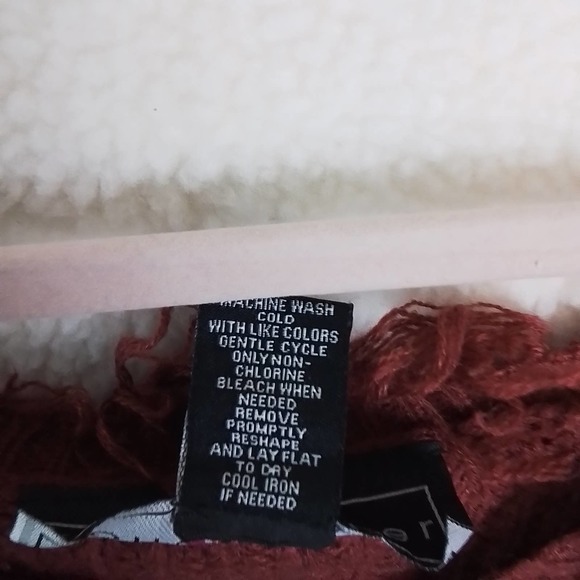 MACHINE WASH
COLD
WITH LIKE COLORS
GENTLE CYCLE
ONLY NON-
CHLORINE
BLEACH WHEN
NEEDED
REMOVE
PROMPTLY
RESHAPE
AND LAY FLAT
TO DRY
COOL IRON
IF NEEDED
er